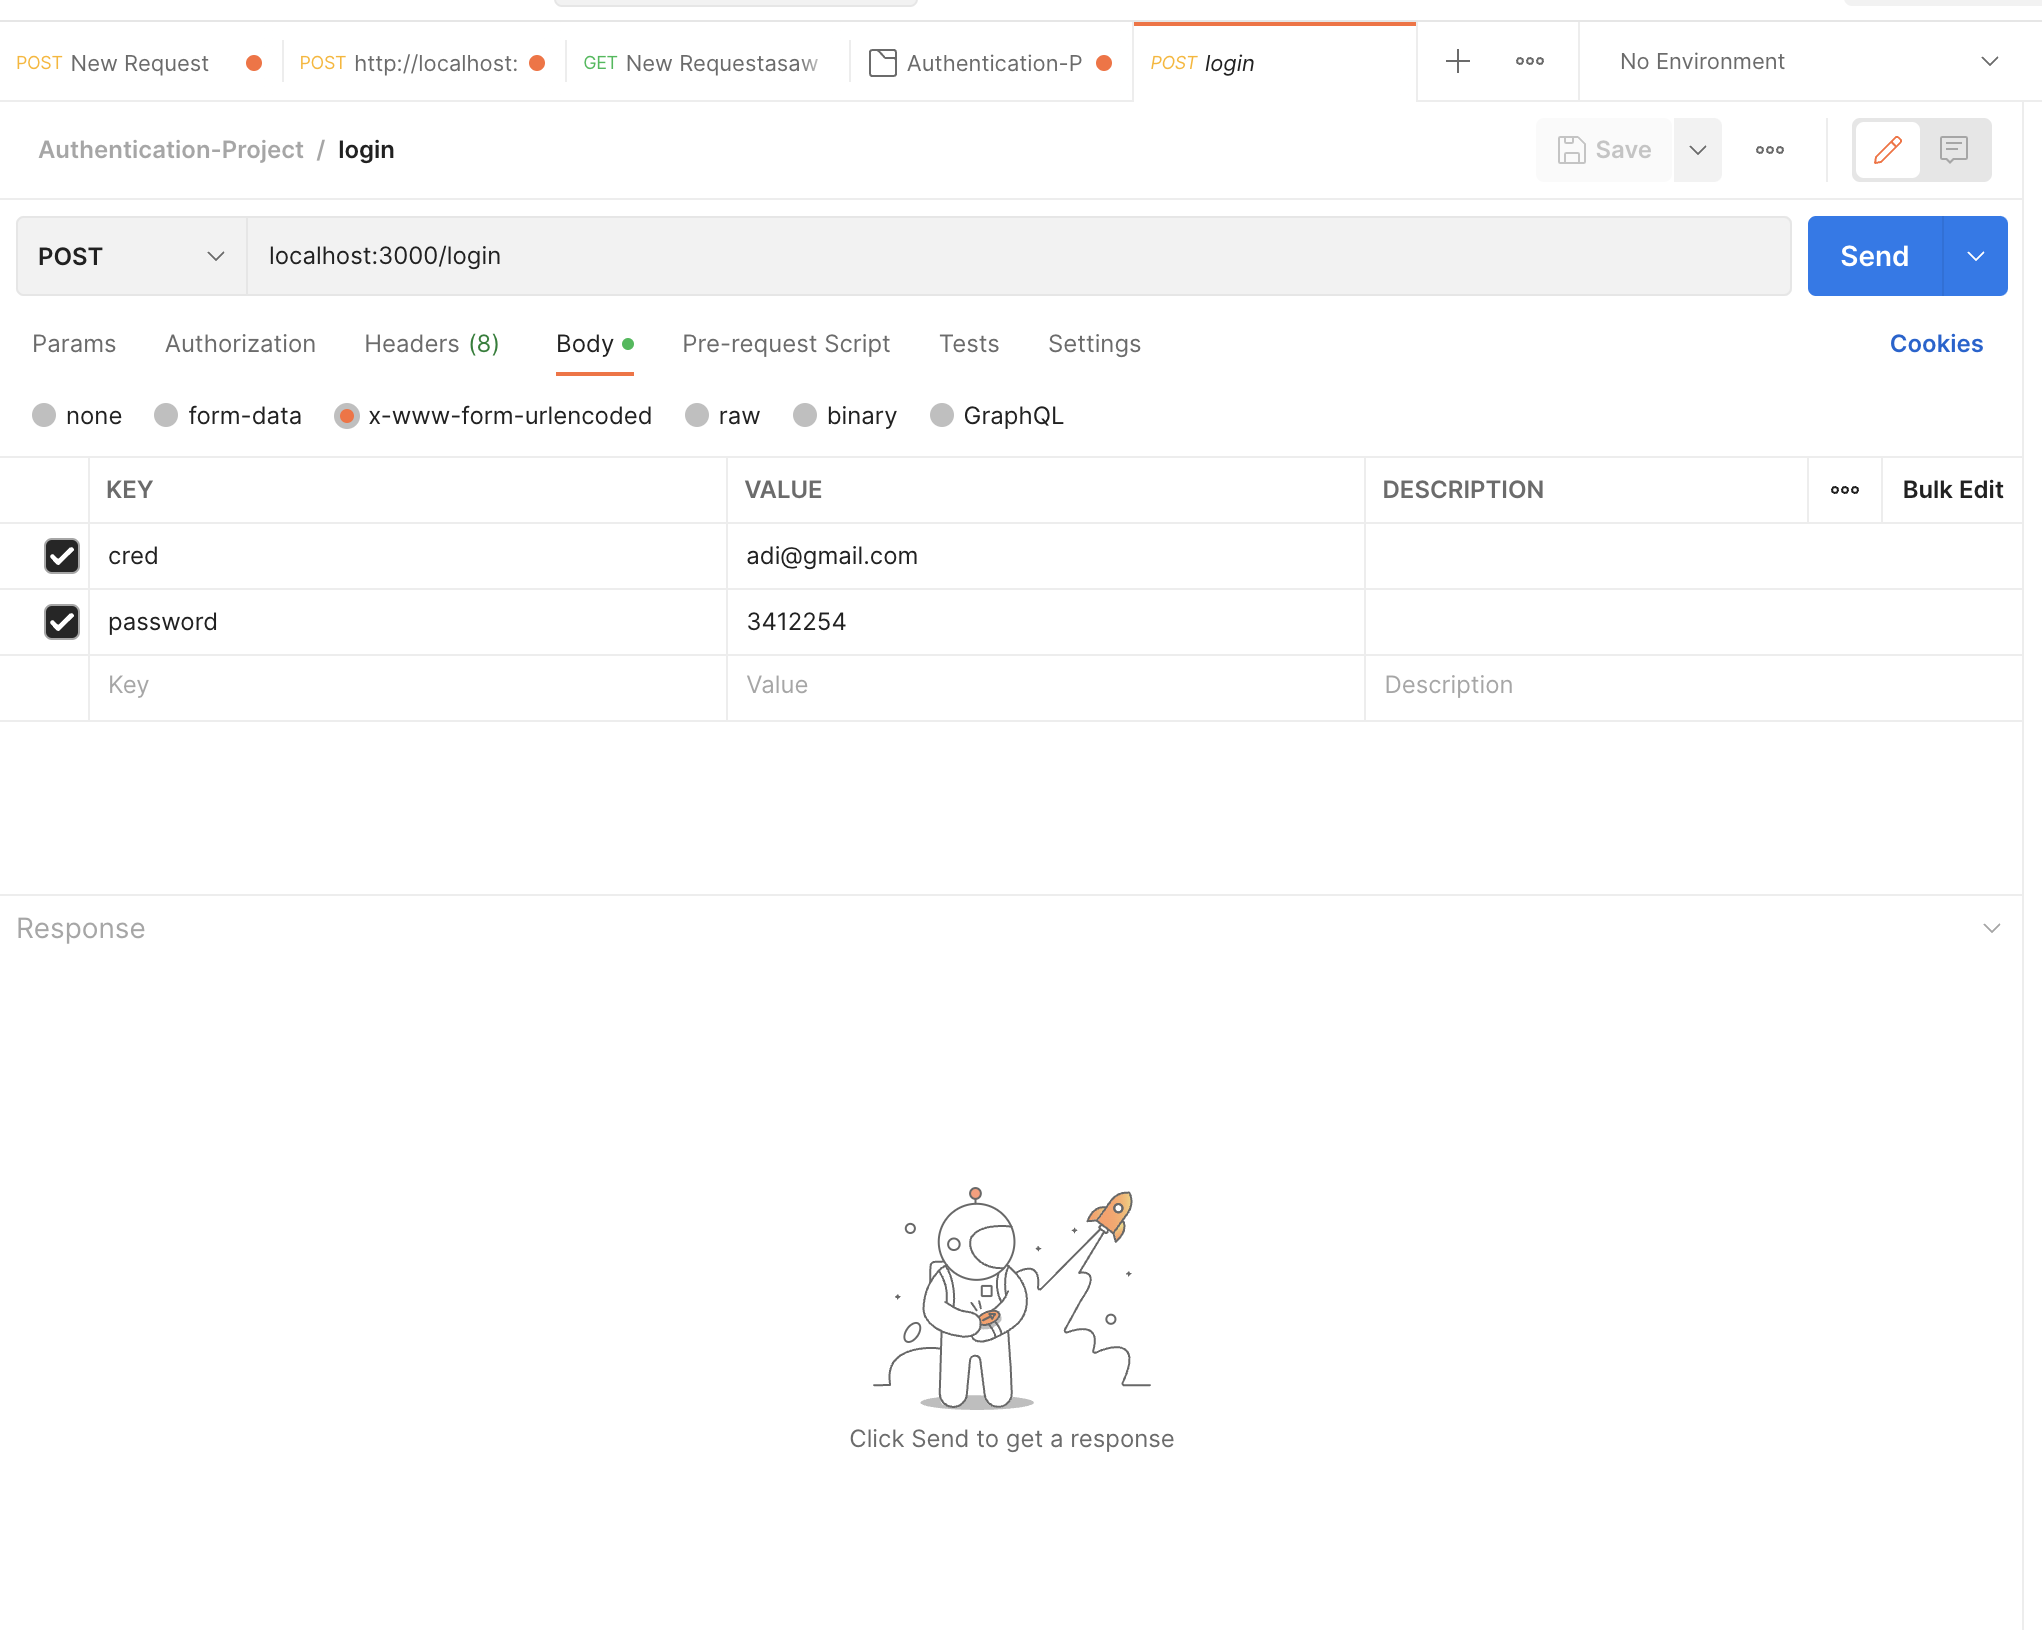 POST New Request POST http://localhost: GET New Requestasaw Authentication-P POST login No Environment
Authentication-Project / login Save
POST localhost:3000/login Send
Params Authorization Headers (8) Body Pre-request Script Tests Settings Cookies
none form-data x-www-form-urlencoded raw binary GraphQL
KEY VALUE DESCRIPTION Bulk Edit
cred adi@gmail.com
password 3412254
Key Value Description
Response
Click Send to get a response